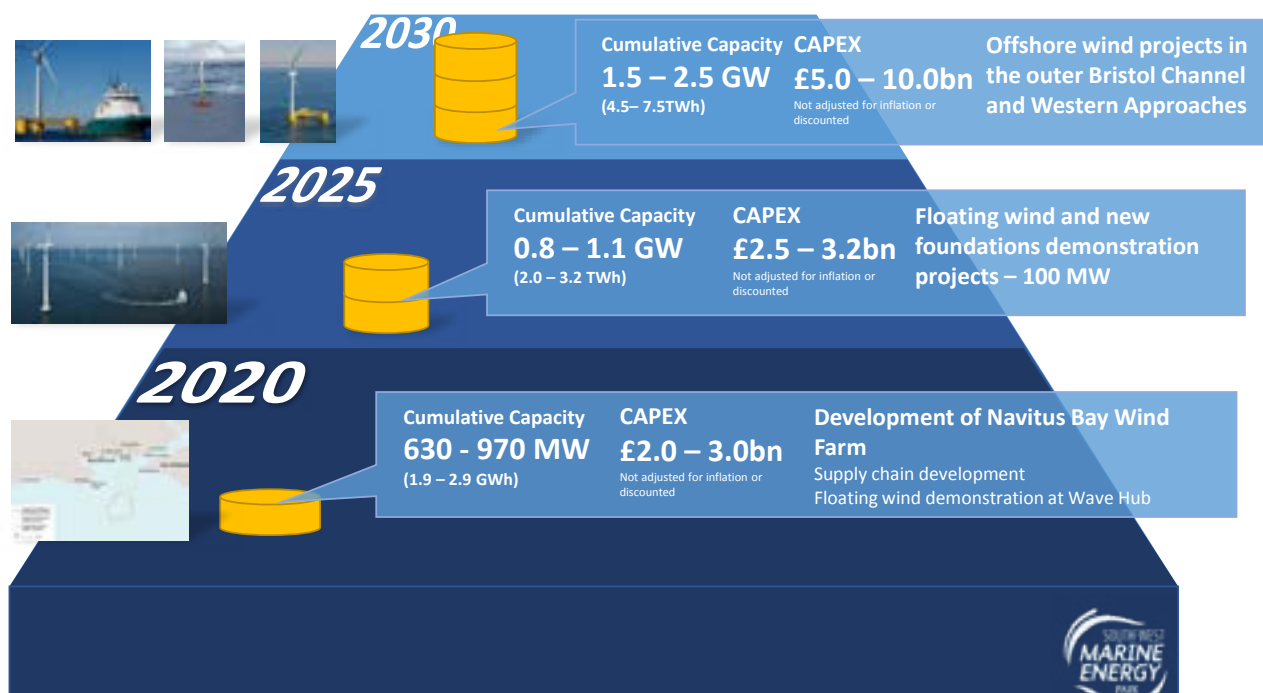 2030
Cumulative Capacity
1.5 – 2.5 GW
(4.5– 7.5TWh)
CAPEX
£5.0 – 10.0bn
Not adjusted for inflation or
discounted
Offshore wind projects in
the outer Bristol Channel
and Western Approaches
2025
Cumulative Capacity
0.8 – 1.1 GW
(2.0 – 3.2 TWh)
CAPEX
£2.5 – 3.2bn
Not adjusted for inflation or
discounted
Floating wind and new
foundations demonstration
projects – 100 MW
2020
Cumulative Capacity
630 - 970 MW
(1.9 – 2.9 GWh)
CAPEX
£2.0 – 3.0bn
Not adjusted for inflation or
discounted
Development of Navitus Bay Wind
Farm
Supply chain development
Floating wind demonstration at Wave Hub
SOUTH WEST
MARINE
ENERGY
PARK